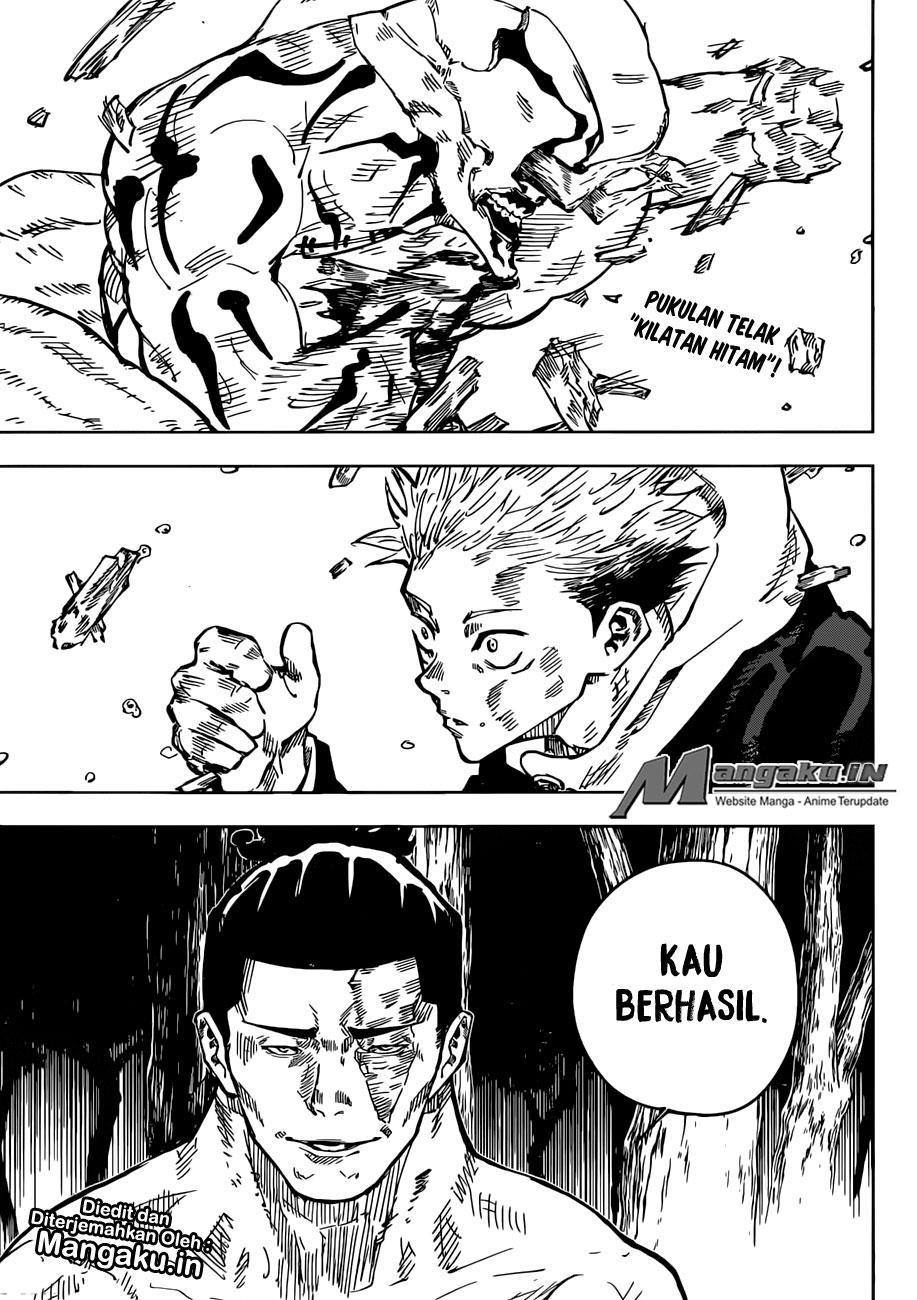 PUKULAN TELAK
"KILATAN HITAM"!
Mangaku.iN
Website Manga - Anime Terupdate
KAU
BERHASIL.
Diedit dan
Diterjemahkan Oleh :
Mangaku.in